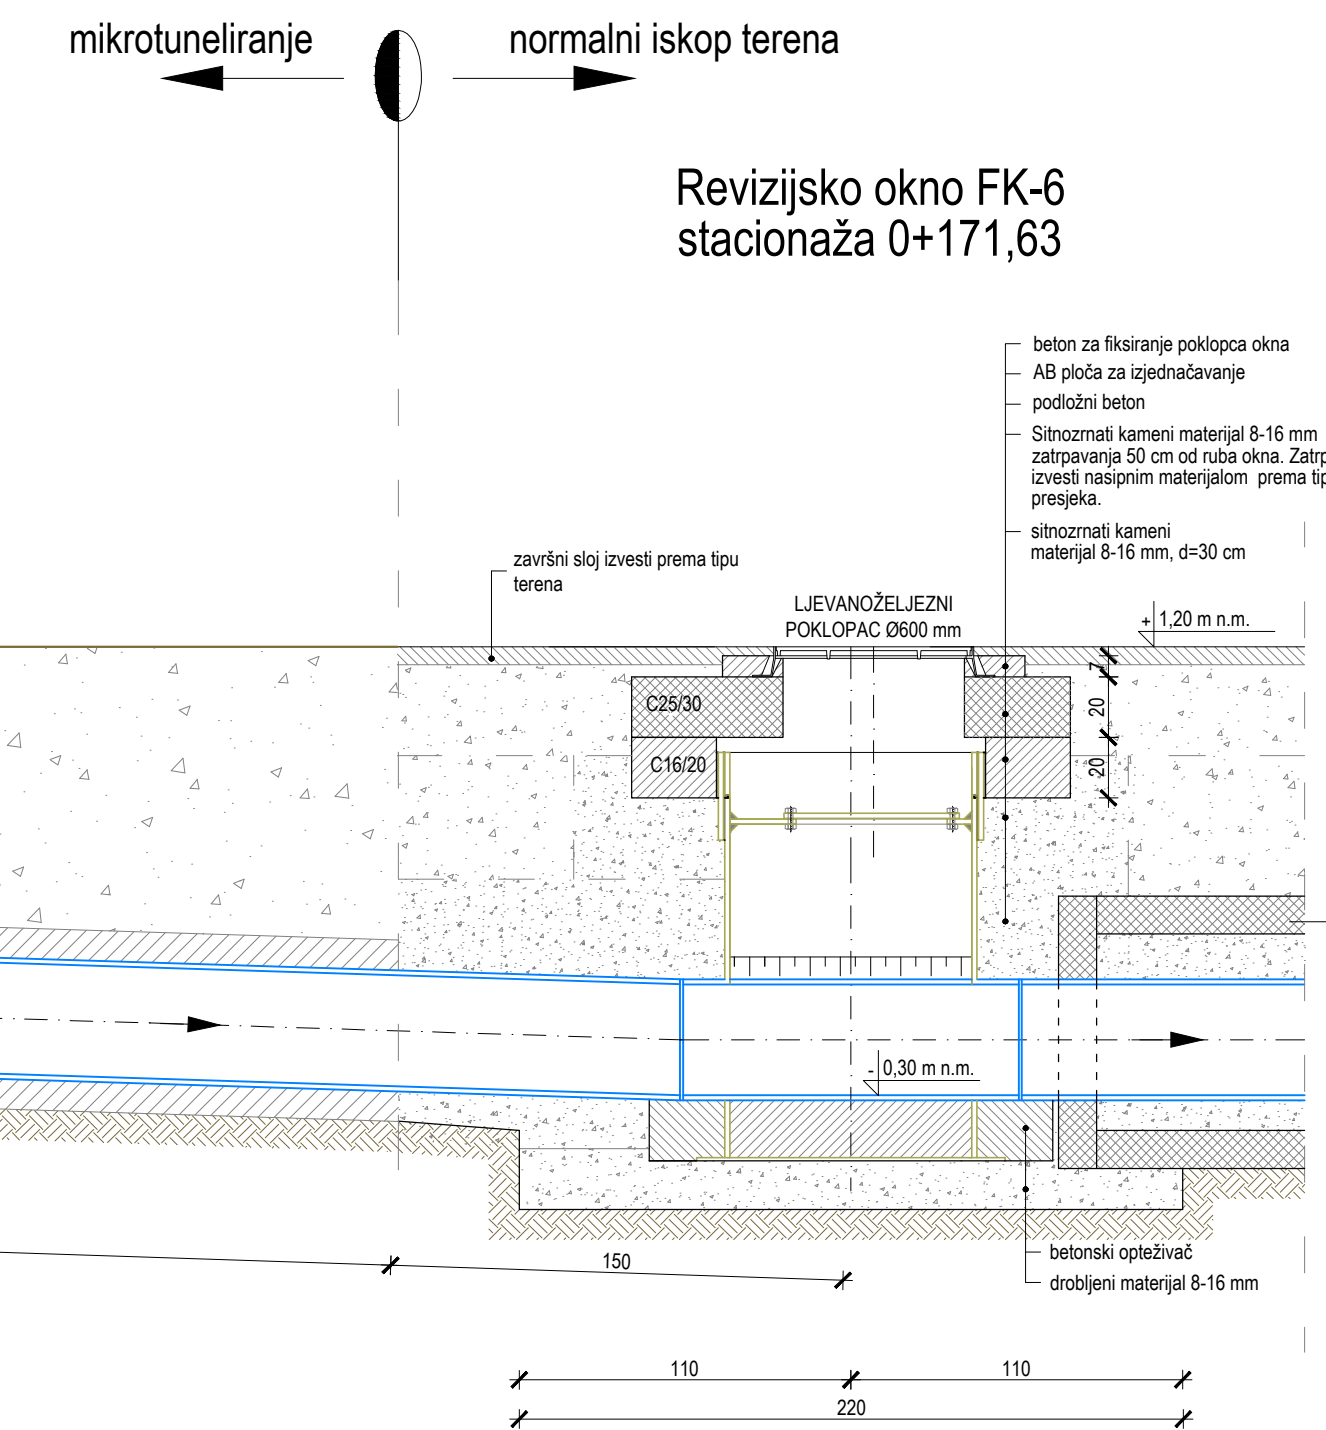 mikrotuneliranje
normalni iskop terena
Revizijsko okno FK-6
stacionaža 0+171,63
beton za fiksiranje poklopca okna
AB ploča za izjednačavanje
podložni beton
Sitnozrnati kameni materijal 8-16 mm
zatrpavanja 50 cm od ruba okna. Zatrp
izvesti nasipnim materijalom prema tip
presjeka.
sitnozrnati kameni
materijal 8-16 mm, d=30 cm
završni sloj izvesti prema tipu
terena
LJEVANOŽELJEZNI
POKLOPAC Ø600 mm
+ 1,20 m n.m.
7
C25/30
20
C16/20
20
- 0,30 m n.m.
betonski opteživač
drobljeni materijal 8-16 mm
150
110
110
220